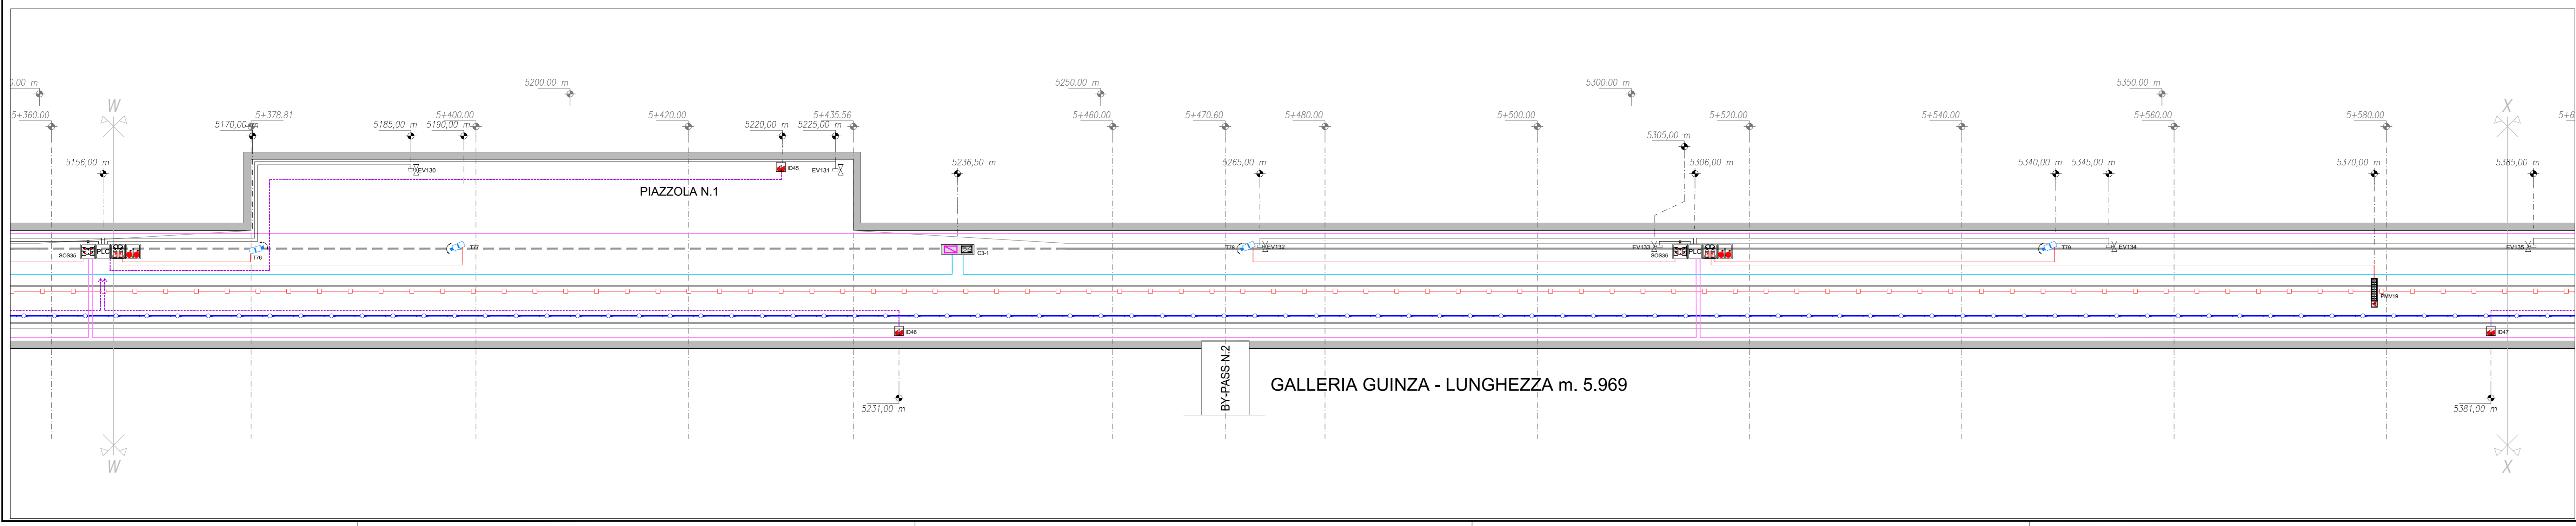 0.00 m
5200.00 m
5250.00 m
5300.00 m
5350.00 m
W
X
5+360.00
5+378.81
5+400.00
5+420.00
5+435.56
5+460.00
5+470.60
5+480.00
5+500.00
5+520.00
5+540.00
5+560.00
5+580.00
5+6
5170,00 m
5185,00 m
5190,00 m
5220,00 m
5225,00 m
5305,00 m
5156,00 m
5236,50 m
5265,00 m
5306,00 m
5340,00 m
5345,00 m
5370,00 m
5385,00 m
EV130
ID45
EV131
PIAZZOLA N.1
SOS35
PLC
T76
T77
C3-1
T78
EV132
EV133
SOS36
PLC
T79
EV134
EV135
PMV19
ID46
ID47
BY-PASS N.2
GALLERIA GUINZA - LUNGHEZZA m. 5.969
5231,00 m
5381,00 m
W
X